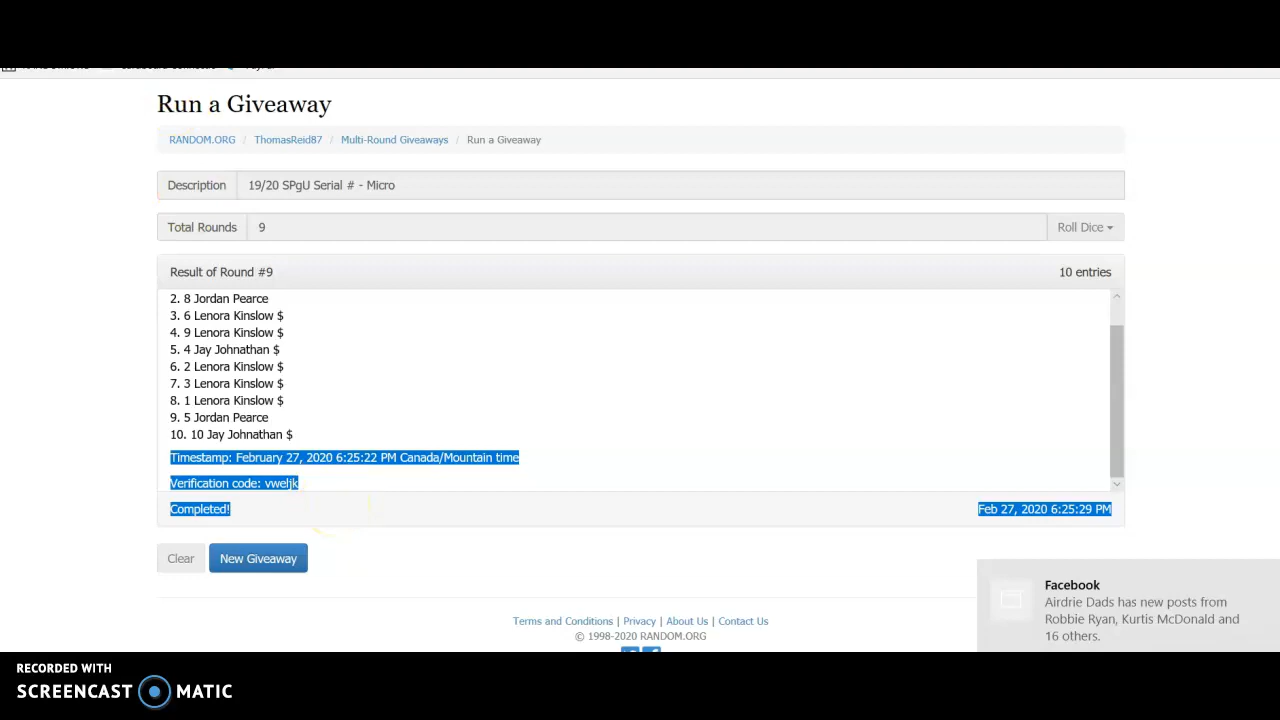 Run a Giveaway
RANDOM.ORG / ThomasReid87 / Multi-Round Giveaways / Run a Giveaway
Description 19/20 SPgU Serial # - Micro
Total Rounds 9 Roll Dice
Result of Round #9 10 entries
2. 8 Jordan Pearce
3. 6 Lenora Kinslow $
4. 9 Lenora Kinslow $
5. 4 Jay Johnathan $
6. 2 Lenora Kinslow $
7. 3 Lenora Kinslow $
8. 1 Lenora Kinslow $
9. 5 Jordan Pearce
10. 10 Jay Johnathan $
Timestamp: February 27, 2020 6:25:22 PM Canada/Mountain time
Verification code: vweljk
Completed! Feb 27, 2020 6:25:29 PM
Clear New Giveaway
Facebook
Airdrie Dads has new posts from
Robbie Ryan, Kurtis McDonald and
16 others.
Terms and Conditions | Privacy | About Us | Contact Us
© 1998-2020 RANDOM.ORG
RECORDED WITH
SCREENCAST MATIC